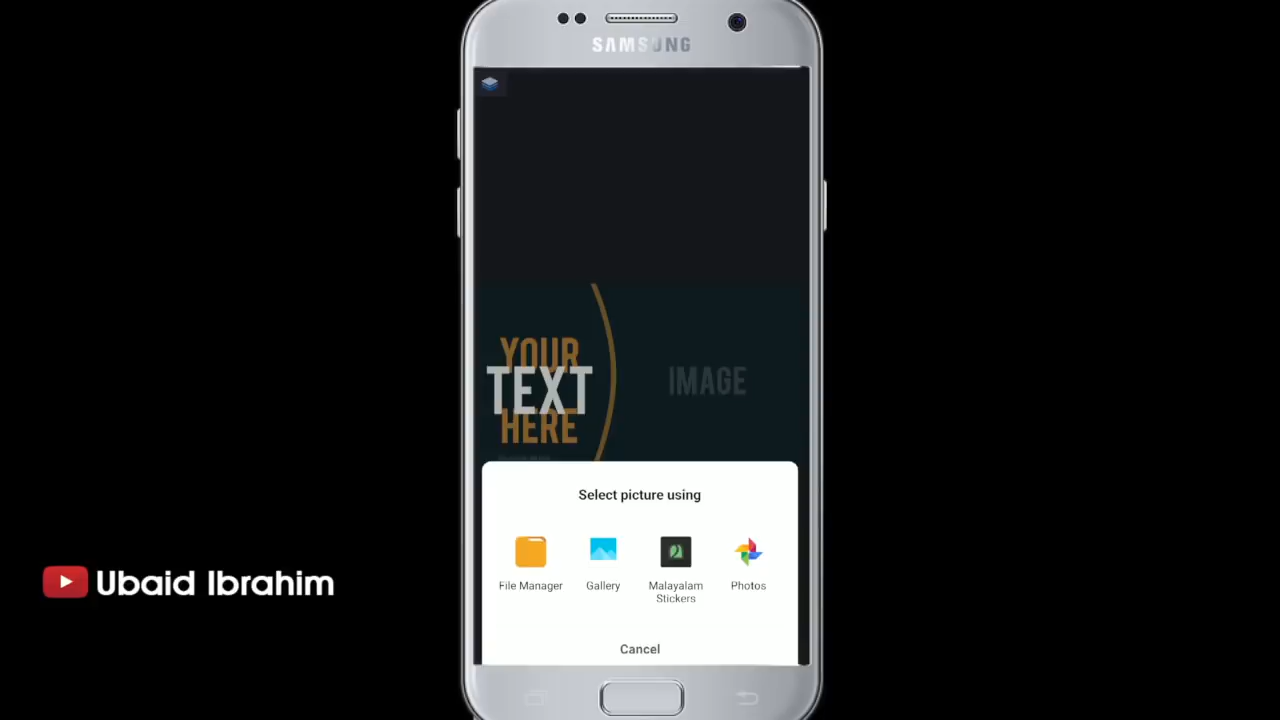 SAMSUNG
YOUR
TEXT
HERE
IMAGE
Select picture using
File Manager
Gallery
Malayalam
Stickers
Photos
Cancel
Ubaid Ibrahim